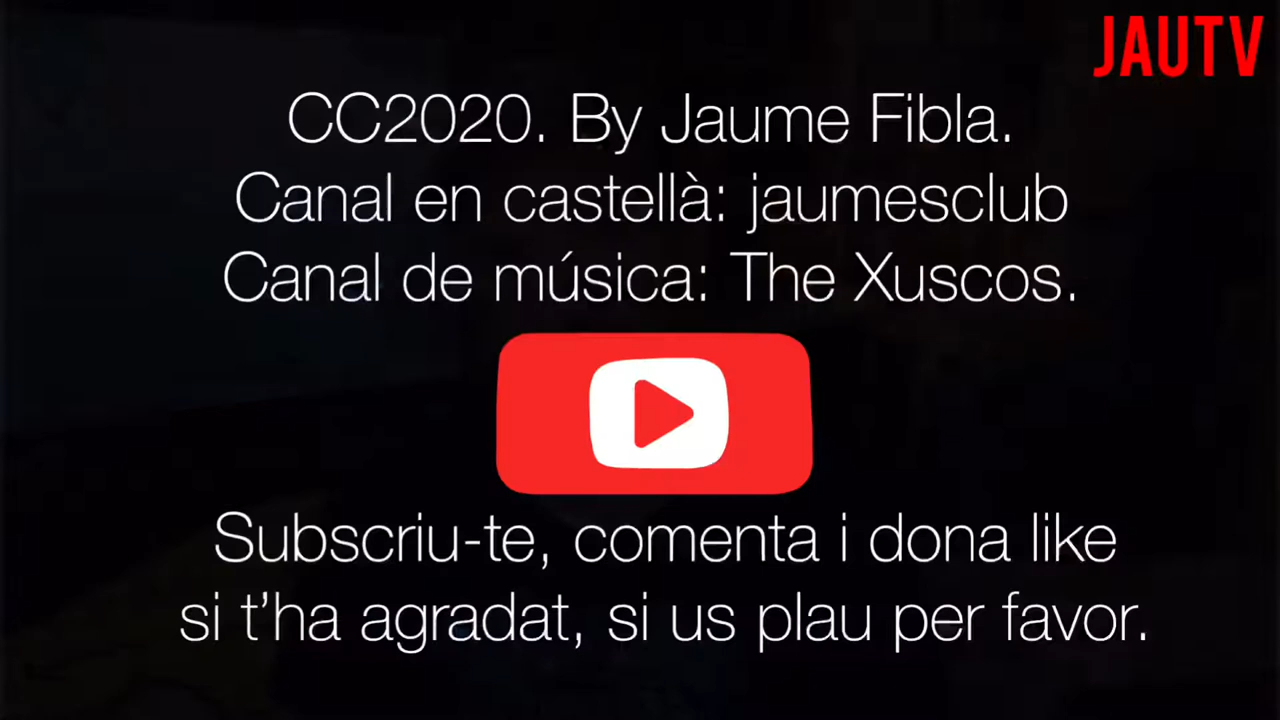 JAUTV
CC2020. By Jaume Fibla.
Canal en castellà: jaumesclub
Canal de música: The Xuscos.
Subscriu-te, comenta i dona like
si t’ha agradat, si us plau per favor.